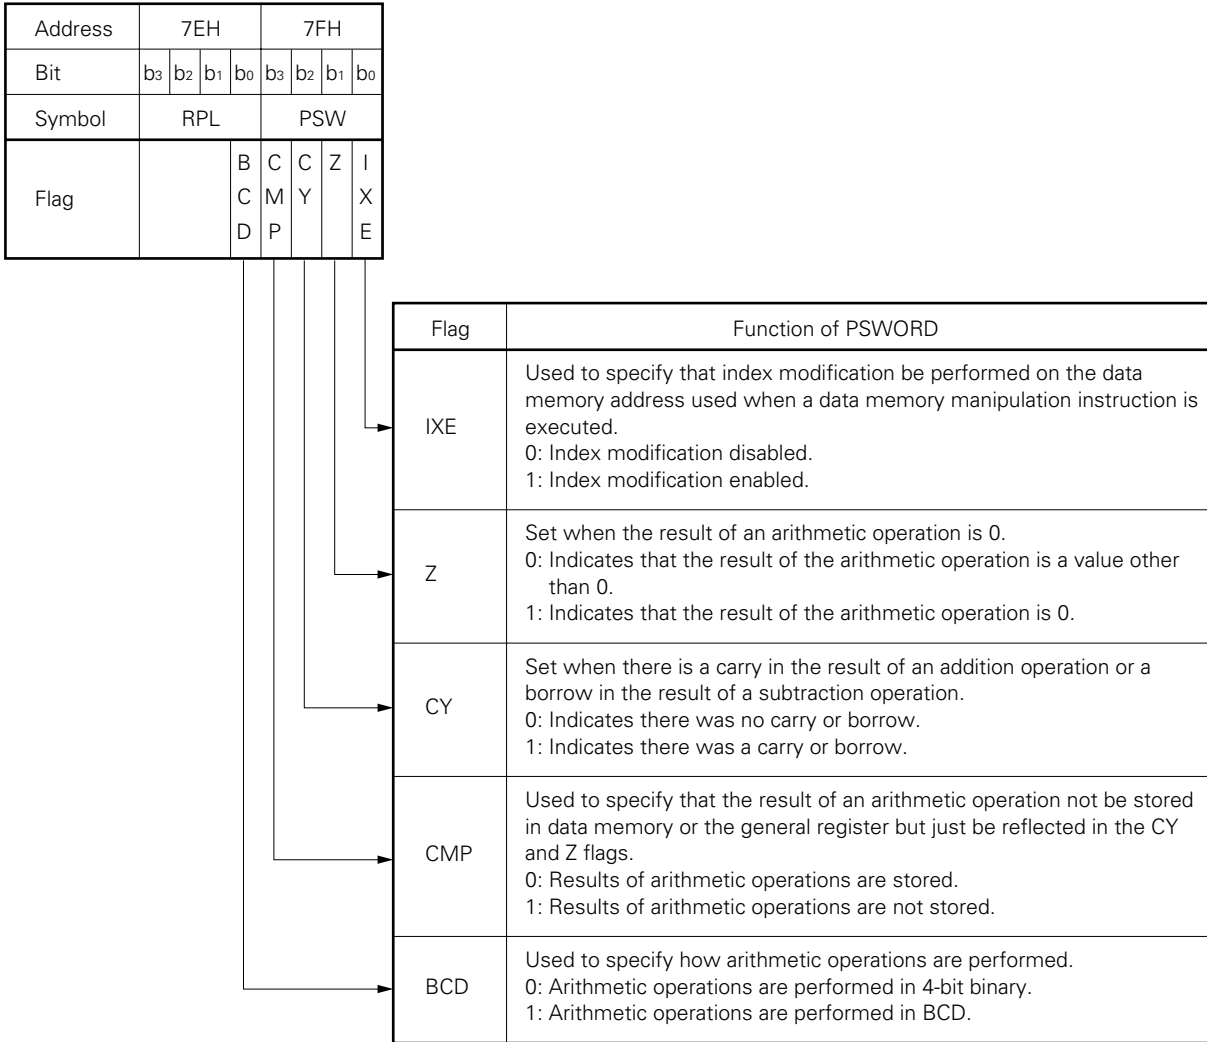 Address 7EH 7FH
Bit b3 b2 b1 b0 b3 b2 b1 b0
Symbol RPL PSW
Flag BCD CMP CY Z IXE
Flag Function of PSWORD
IXE
Used to specify that index modification be performed on the data
memory address used when a data memory manipulation instruction is
executed.
0: Index modification disabled.
1: Index modification enabled.
Z
Set when the result of an arithmetic operation is 0.
0: Indicates that the result of the arithmetic operation is a value other
than 0.
1: Indicates that the result of the arithmetic operation is 0.
CY
Set when there is a carry in the result of an addition operation or a
borrow in the result of a subtraction operation.
0: Indicates there was no carry or borrow.
1: Indicates there was a carry or borrow.
CMP
Used to specify that the result of an arithmetic operation not be stored
in data memory or the general register but just be reflected in the CY
and Z flags.
0: Results of arithmetic operations are stored.
1: Results of arithmetic operations are not stored.
BCD
Used to specify how arithmetic operations are performed.
0: Arithmetic operations are performed in 4-bit binary.
1: Arithmetic operations are performed in BCD.